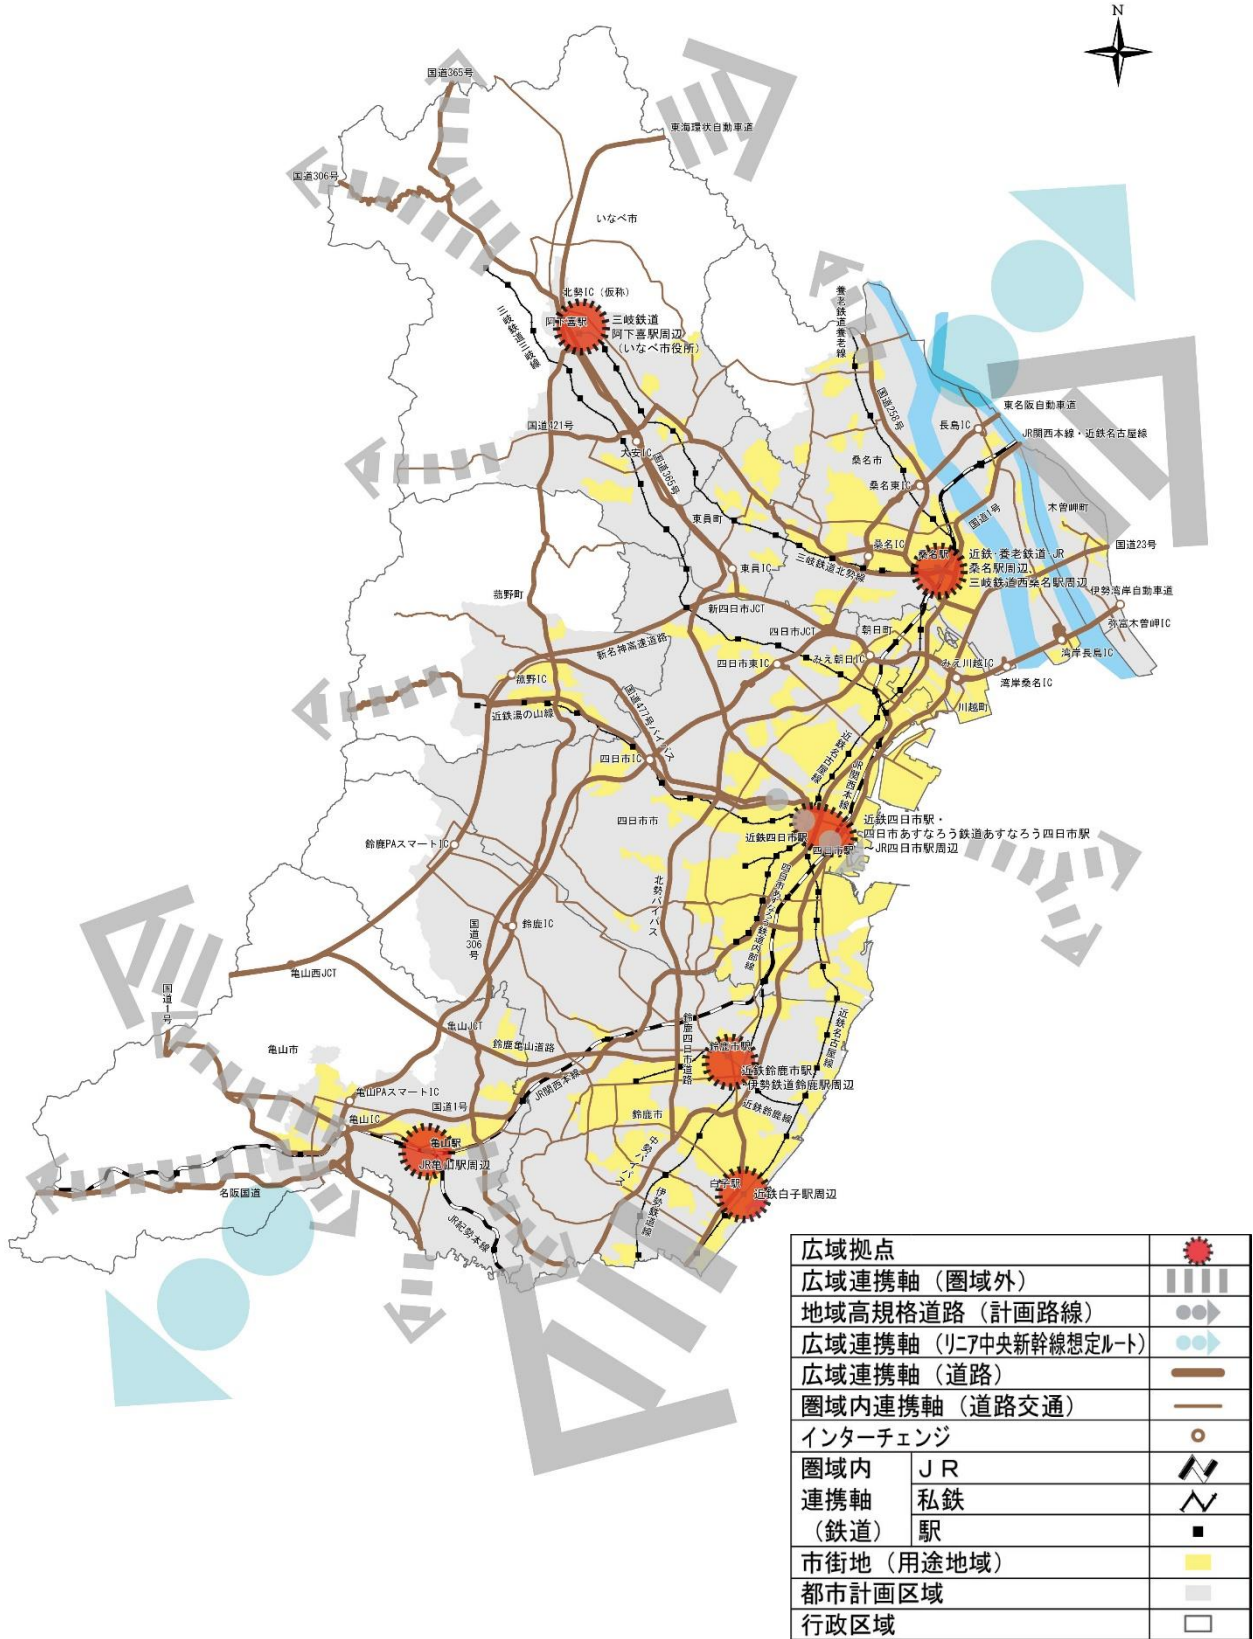 N
国道365号
東海環状自動車道
国道306号
いなべ市
北勢IC（仮称）
阿下喜駅
三岐鉄道
阿下喜駅周辺
（いなべ市役所）
三岐鉄道三岐線
養老鉄道養老線
国道258号
東名阪自動車道
長島IC
JR関西本線・近鉄名古屋線
国道421号
大安IC
国道365号
桑名市
桑名東IC
国道1号
木曽岬町
東員町
国道23号
桑名IC
桑名駅
近鉄・養老鉄道・JR
桑名駅周辺、
三岐鉄道西桑名駅周辺
三岐鉄道北勢線
東員IC
伊勢湾岸自動車道
弥富木曽岬IC
菰野町
新四日市JCT
四日市JCT
朝日町
新名神高速道路
四日市東IC
みえ朝日IC
みえ川越IC
湾岸長島IC
湾岸桑名IC
菰野IC
川越町
近鉄湯の山線
国道477号バイパス
四日市IC
近鉄名古屋線
JR関西本線
四日市市
近鉄四日市駅
四日市駅
近鉄四日市駅・
四日市あすなろう鉄道あすなろう四日市駅
～JR四日市駅周辺
鈴鹿PAスマートIC
北勢バイパス
四日市あすなろう鉄道内部線
国道306号
鈴鹿IC
亀山西JCT
国道1号
亀山市
亀山JCT
鈴鹿亀山道路
鈴鹿四日市道路
近鉄名古屋線
鈴鹿市駅
近鉄鈴鹿市駅・
伊勢鉄道鈴鹿駅周辺
亀山PAスマートIC
国道1号
JR関西本線
亀山IC
鈴鹿市
近鉄鈴鹿線
亀山駅
JR亀山駅周辺
中勢バイパス
伊勢鉄道線
白子駅
近鉄白子駅周辺
名阪国道
JR紀勢本線
広域拠点
広域連携軸（圏域外）
地域高規格道路（計画路線）
広域連携軸（リニア中央新幹線想定ルート）
広域連携軸（道路）
圏域内連携軸（道路交通）
インターチェンジ
圏域内
連携軸
（鉄道）
ＪＲ
私鉄
駅
市街地（用途地域）
都市計画区域
行政区域